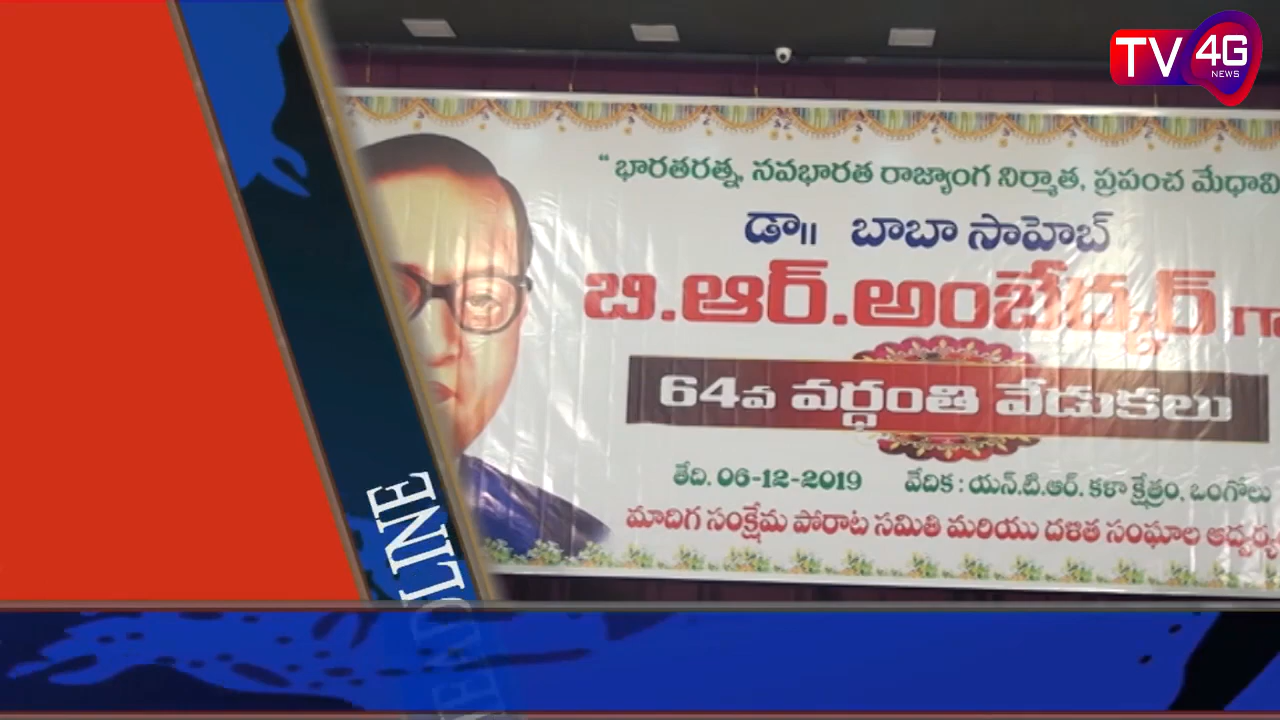 TV 4G
NEWS
“ భారతరత్న, నవభారత రాజ్యాంగ నిర్మాత, ప్రపంచ మేధావి
డా॥ బాబా సాహెబ్
బి.ఆర్.అంబేద్కర్ గా
64వ వర్ధంతి వేడుకలు
తేది. 06-12-2019 వేదిక : యన్.టి.ఆర్. కళా క్షేత్రం, ఒంగోలు
మాదిగ సంక్షేమ పోరాట సమితి మరియు దళిత సంఘాల
HEADLINE